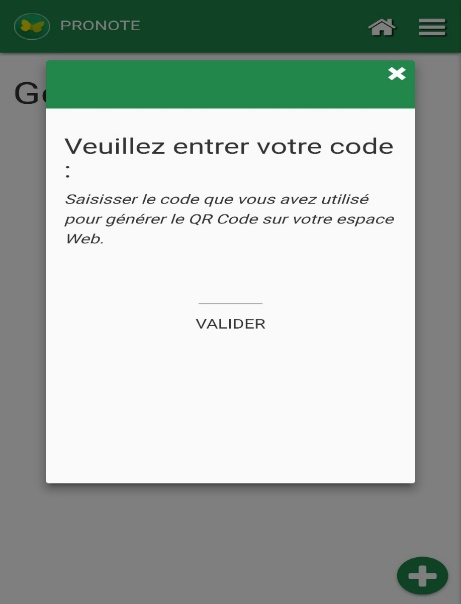 PRONOTE
Ge
Veuillez entrer votre code
:
Saisisser le code que vous avez utilisé
pour générer le QR Code sur votre espace
Web.
VALIDER